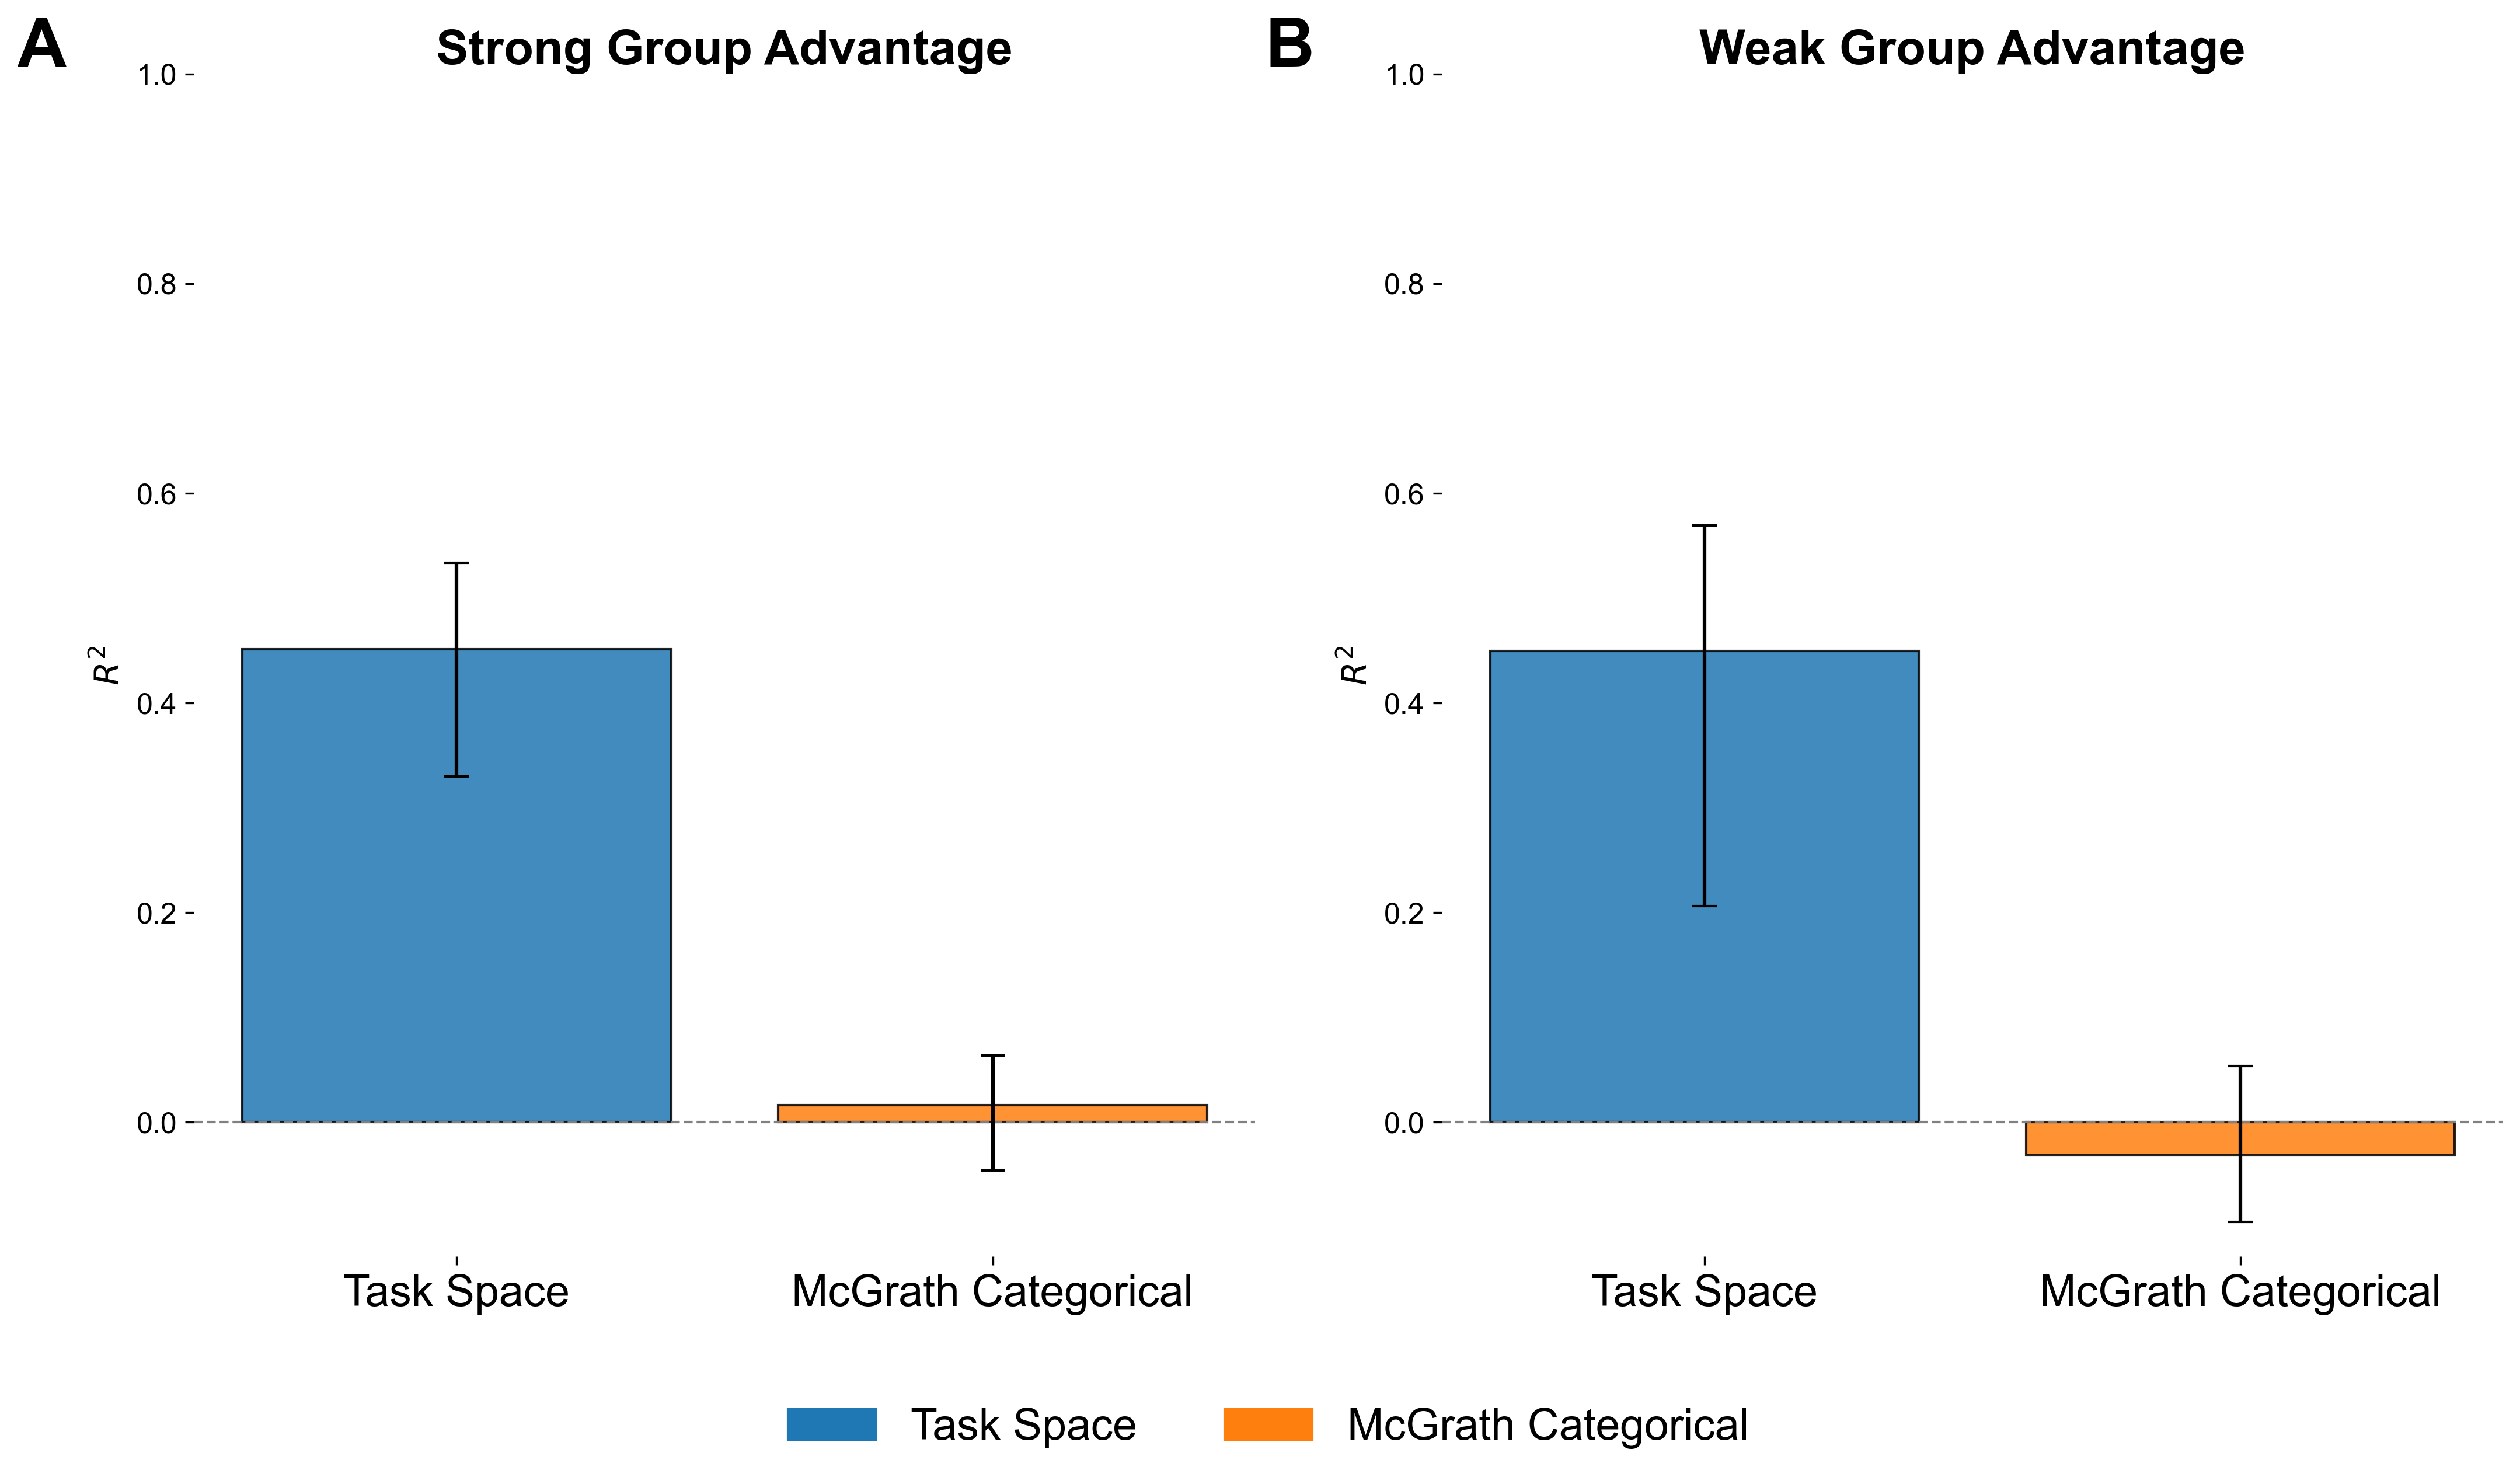 A
Strong Group Advantage
1.0
0.8
0.6
0.4
0.2
0.0
R²
Task Space
McGrath Categorical
B
Weak Group Advantage
1.0
0.8
0.6
0.4
0.2
0.0
R²
Task Space
McGrath Categorical
Task Space
McGrath Categorical